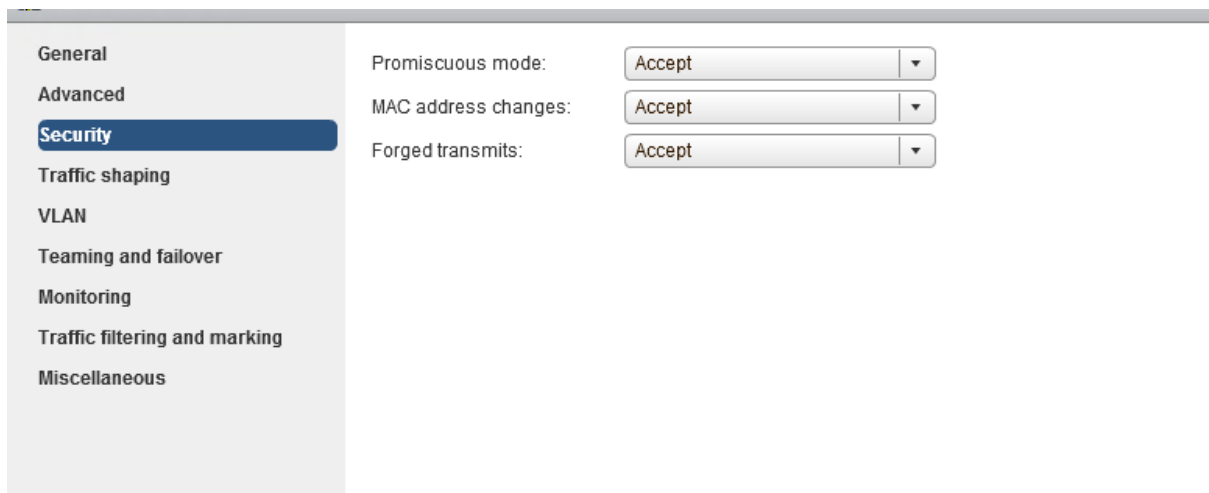 General
Advanced
Security
Traffic shaping
VLAN
Teaming and failover
Monitoring
Traffic filtering and marking
Miscellaneous
Promiscuous mode: Accept
MAC address changes: Accept
Forged transmits: Accept